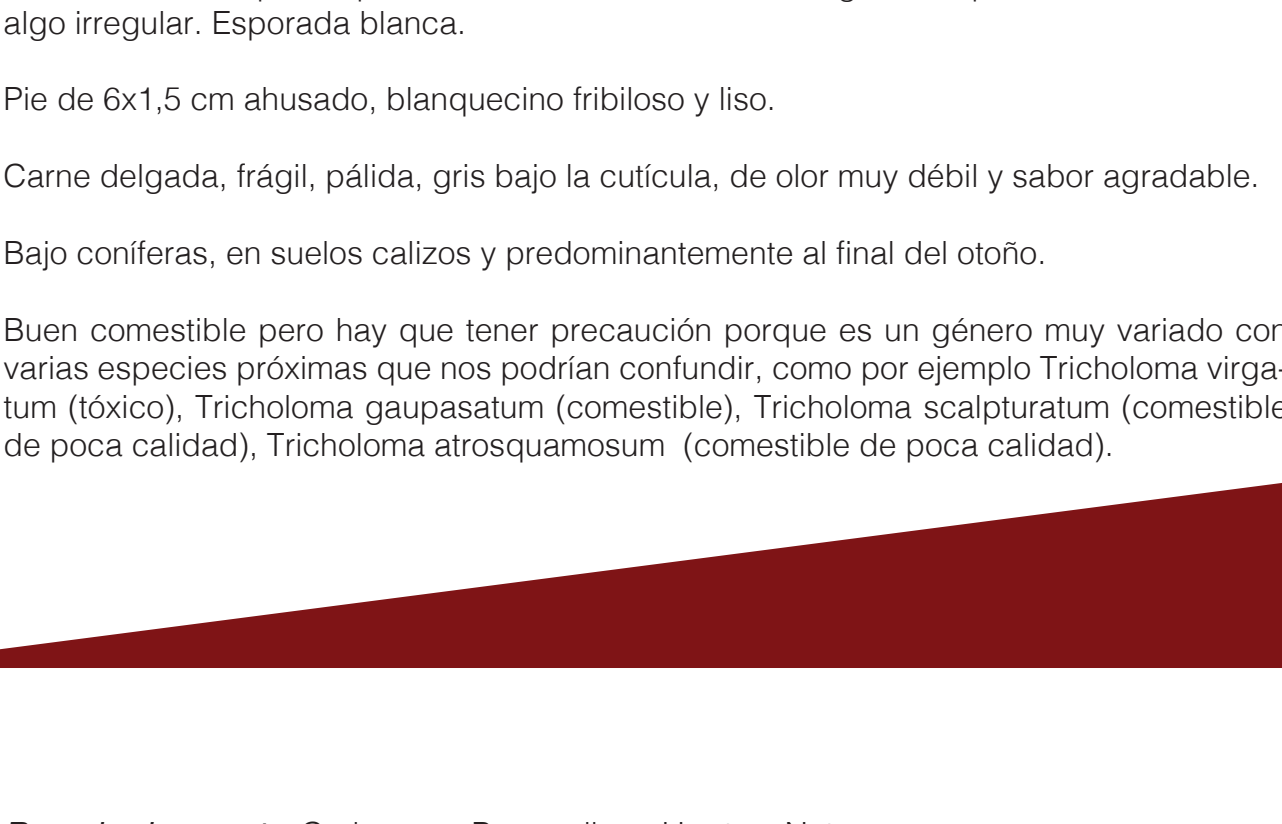 algo irregular. Esporada blanca.
Pie de 6x1,5 cm ahusado, blanquecino fribiloso y liso.
Carne delgada, frágil, pálida, gris bajo la cutícula, de olor muy débil y sabor agradable.
Bajo coníferas, en suelos calizos y predominantemente al final del otoño.
Buen comestible pero hay que tener precaución porque es un género muy variado con
varias especies próximas que nos podrían confundir, como por ejemplo Tricholoma virga-
tum (tóxico), Tricholoma gaupasatum (comestible), Tricholoma scalpturatum (comestible
de poca calidad), Tricholoma atrosquamosum (comestible de poca calidad).